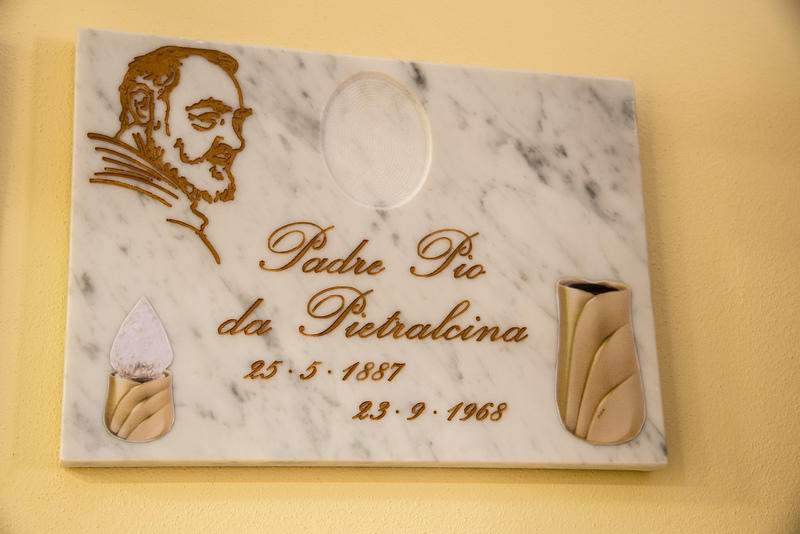 Padre Pio
da Pietralcina
25·5·1887
23·9·1968